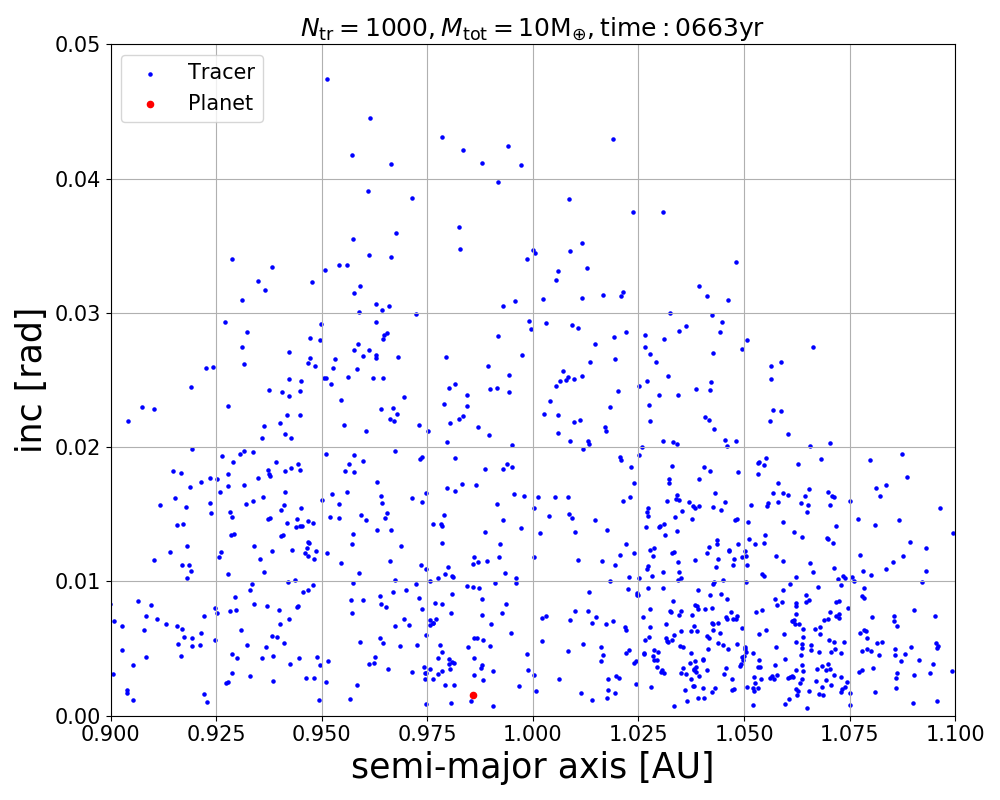 N_tr = 1000, M_tot = 10M_⊕, time : 0663yr
0.05
Tracer
Planet
0.04
0.03
0.02
0.01
0.00
inc [rad]
0.900 0.925 0.950 0.975 1.000 1.025 1.050 1.075 1.100
semi-major axis [AU]